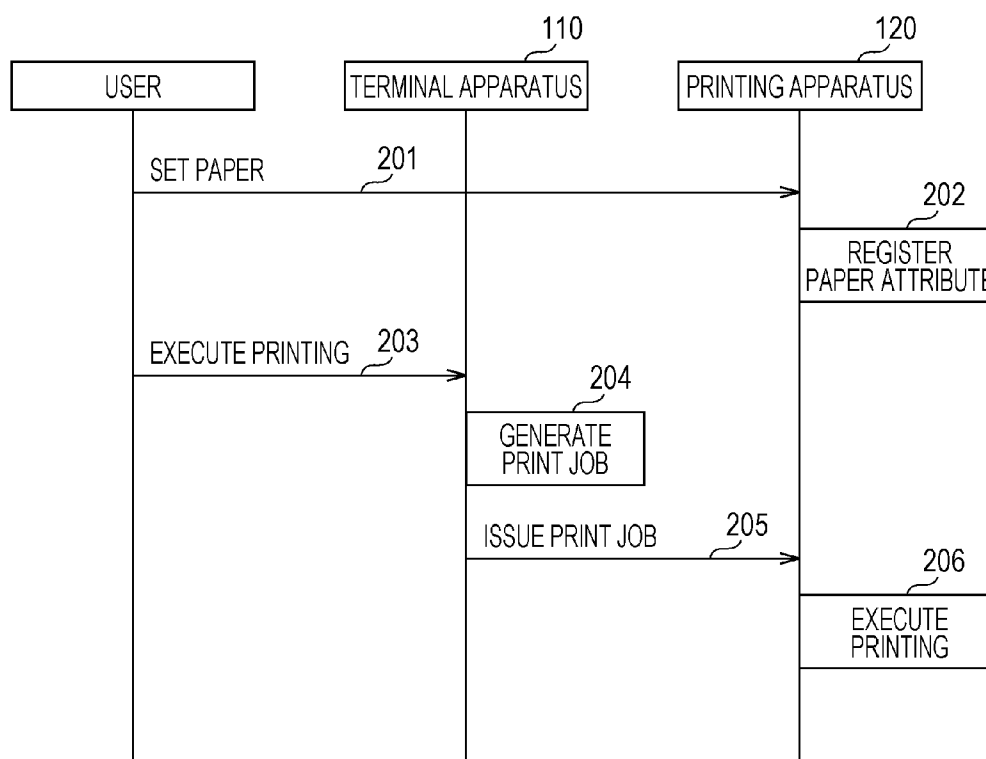 110
120
USER
TERMINAL APPARATUS
PRINTING APPARATUS
SET PAPER
201
202
REGISTER
PAPER ATTRIBUTE
EXECUTE PRINTING
203
204
GENERATE
PRINT JOB
ISSUE PRINT JOB
205
206
EXECUTE
PRINTING